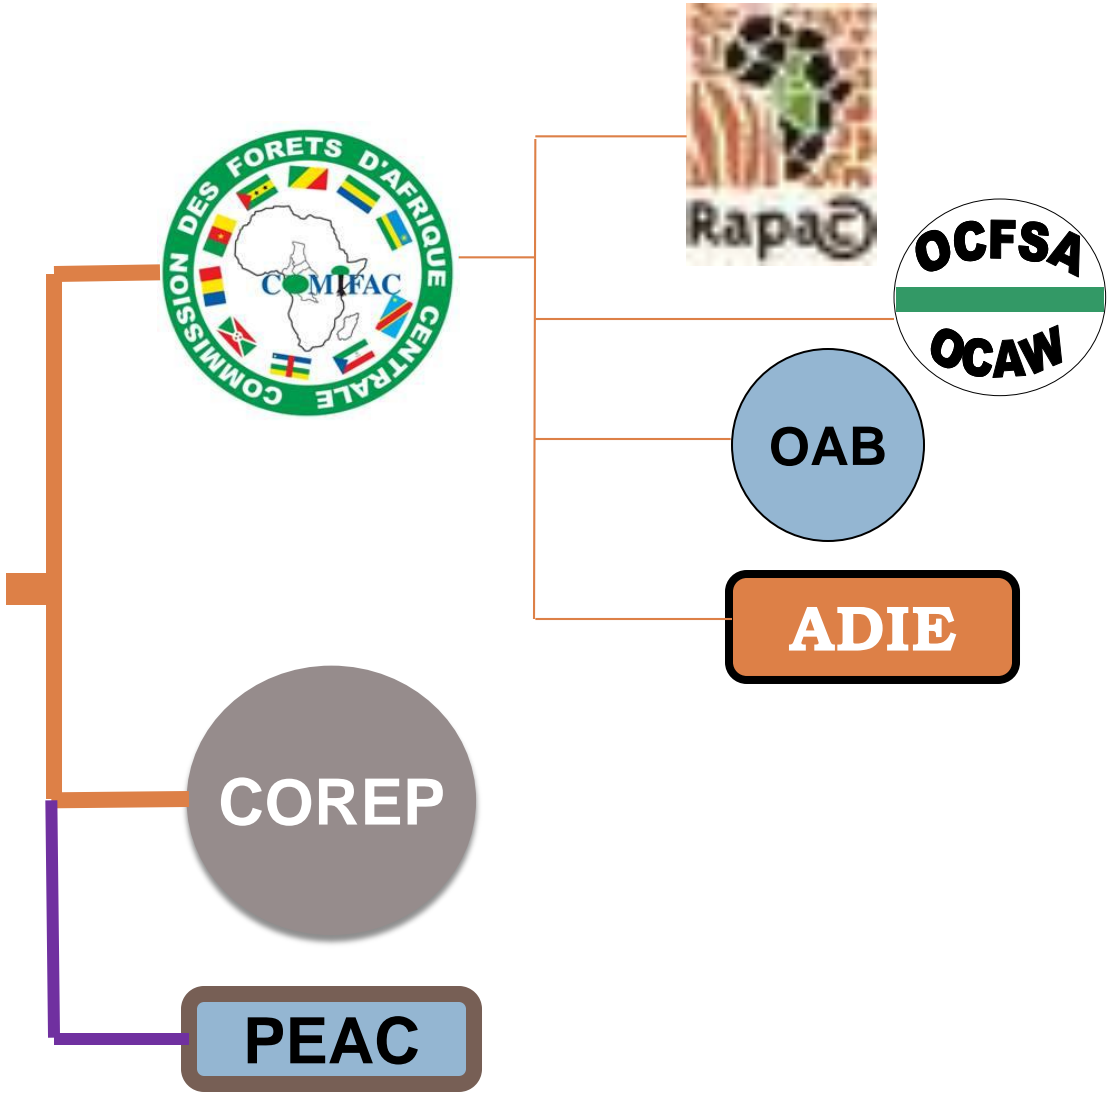 COMMISSION DES FORETS D'AFRIQUE CENTRALE
COMIFAC
Rapac
OCFSA
OCAW
OAB
ADIE
COREP
PEAC